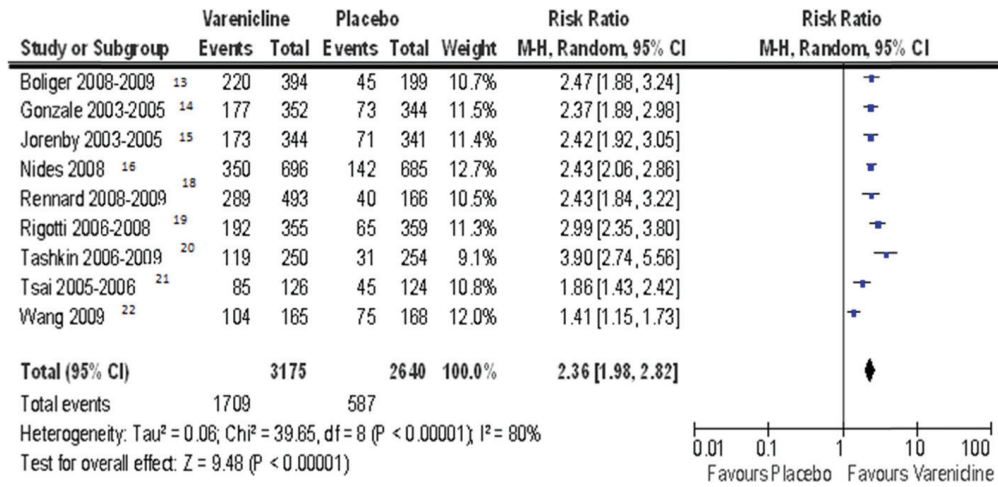 Varenicline Placebo Risk Ratio Risk Ratio
Study or Subgroup Events Total Events Total Weight M-H, Random, 95% CI M-H, Random, 95% CI
Boliger 2008-2009 13 220 394 45 199 10.7% 2.47 [1.88, 3.24]
Gonzale 2003-2005 14 177 352 73 344 11.5% 2.37 [1.89, 2.98]
Jorenby 2003-2005 15 173 344 71 341 11.4% 2.42 [1.92, 3.05]
Nides 2008 16 350 696 142 685 12.7% 2.43 [2.06, 2.86]
Rennard 2008-2009 18 289 493 40 166 10.5% 2.43 [1.84, 3.22]
Rigotti 2006-2008 19 192 355 65 359 11.3% 2.99 [2.35, 3.80]
Tashkin 2006-2009 20 119 250 31 254 9.1% 3.90 [2.74, 5.56]
Tsai 2005-2006 21 85 126 45 124 10.8% 1.86 [1.43, 2.42]
Wang 2009 22 104 165 75 168 12.0% 1.41 [1.15, 1.73]
Total (95% CI) 3175 2640 100.0% 2.36 [1.98, 2.82]
Total events 1709 587
Heterogeneity: Tau² = 0.06; Chi² = 39.65, df = 8 (P < 0.00001); I² = 80%
Test for overall effect: Z = 9.48 (P < 0.00001)
0.01 0.1 1 10 100
Favours Placebo Favours Varenidine